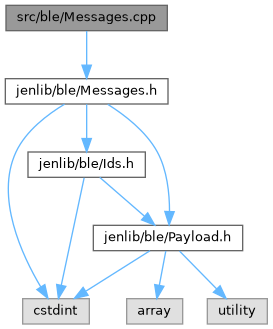 src/ble/Messages.cpp
jenlib/ble/Messages.h
jenlib/ble/Ids.h
jenlib/ble/Payload.h
cstdint
array
utility